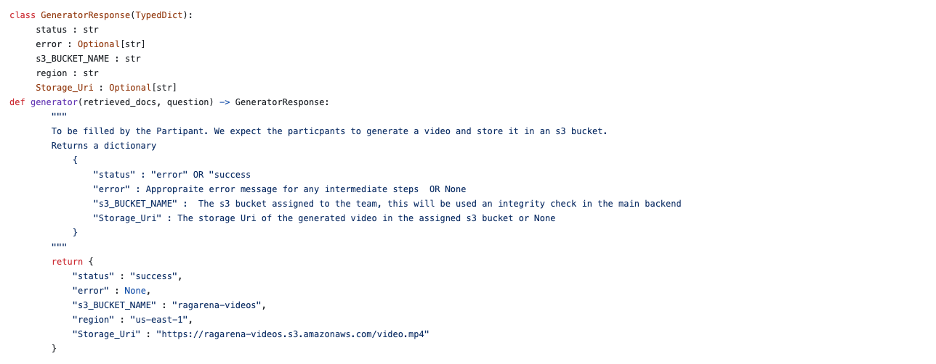 class GeneratorResponse(TypedDict):
status : str
error : Optional[str]
s3_BUCKET_NAME : str
region : str
Storage_Uri : Optional[str]
def generator(retrieved_docs, question) -> GeneratorResponse:
"""
To be filled by the Partipant. We expect the particpants to generate a video and store it in an s3 bucket.
Returns a dictionary
{
"status" : "error" OR "success
"error" : Appropraite error message for any intermediate steps  OR None
"s3_BUCKET_NAME" :  The s3 bucket assigned to the team, this will be used an integrity check in the main backend
"Storage_Uri" : The storage Uri of the generated video in the assigned s3 bucket or None
}
"""
return {
"status" : "success",
"error" : None,
"s3_BUCKET_NAME" : "ragarena-videos",
"region" : "us-east-1",
"Storage_Uri" : "https://ragarena-videos.s3.amazonaws.com/video.mp4"
}